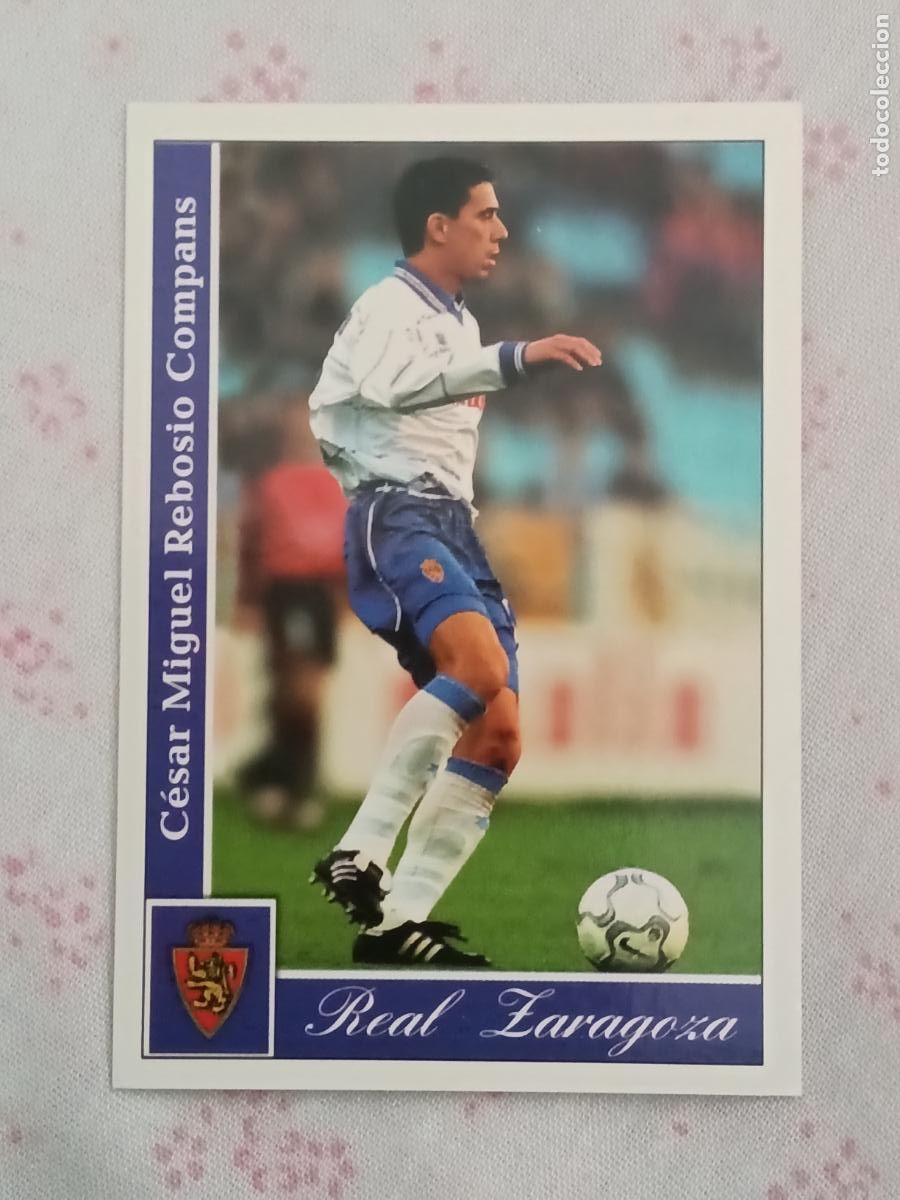 César Miguel Rebosio Compans
Real Zaragoza
todocoleccion